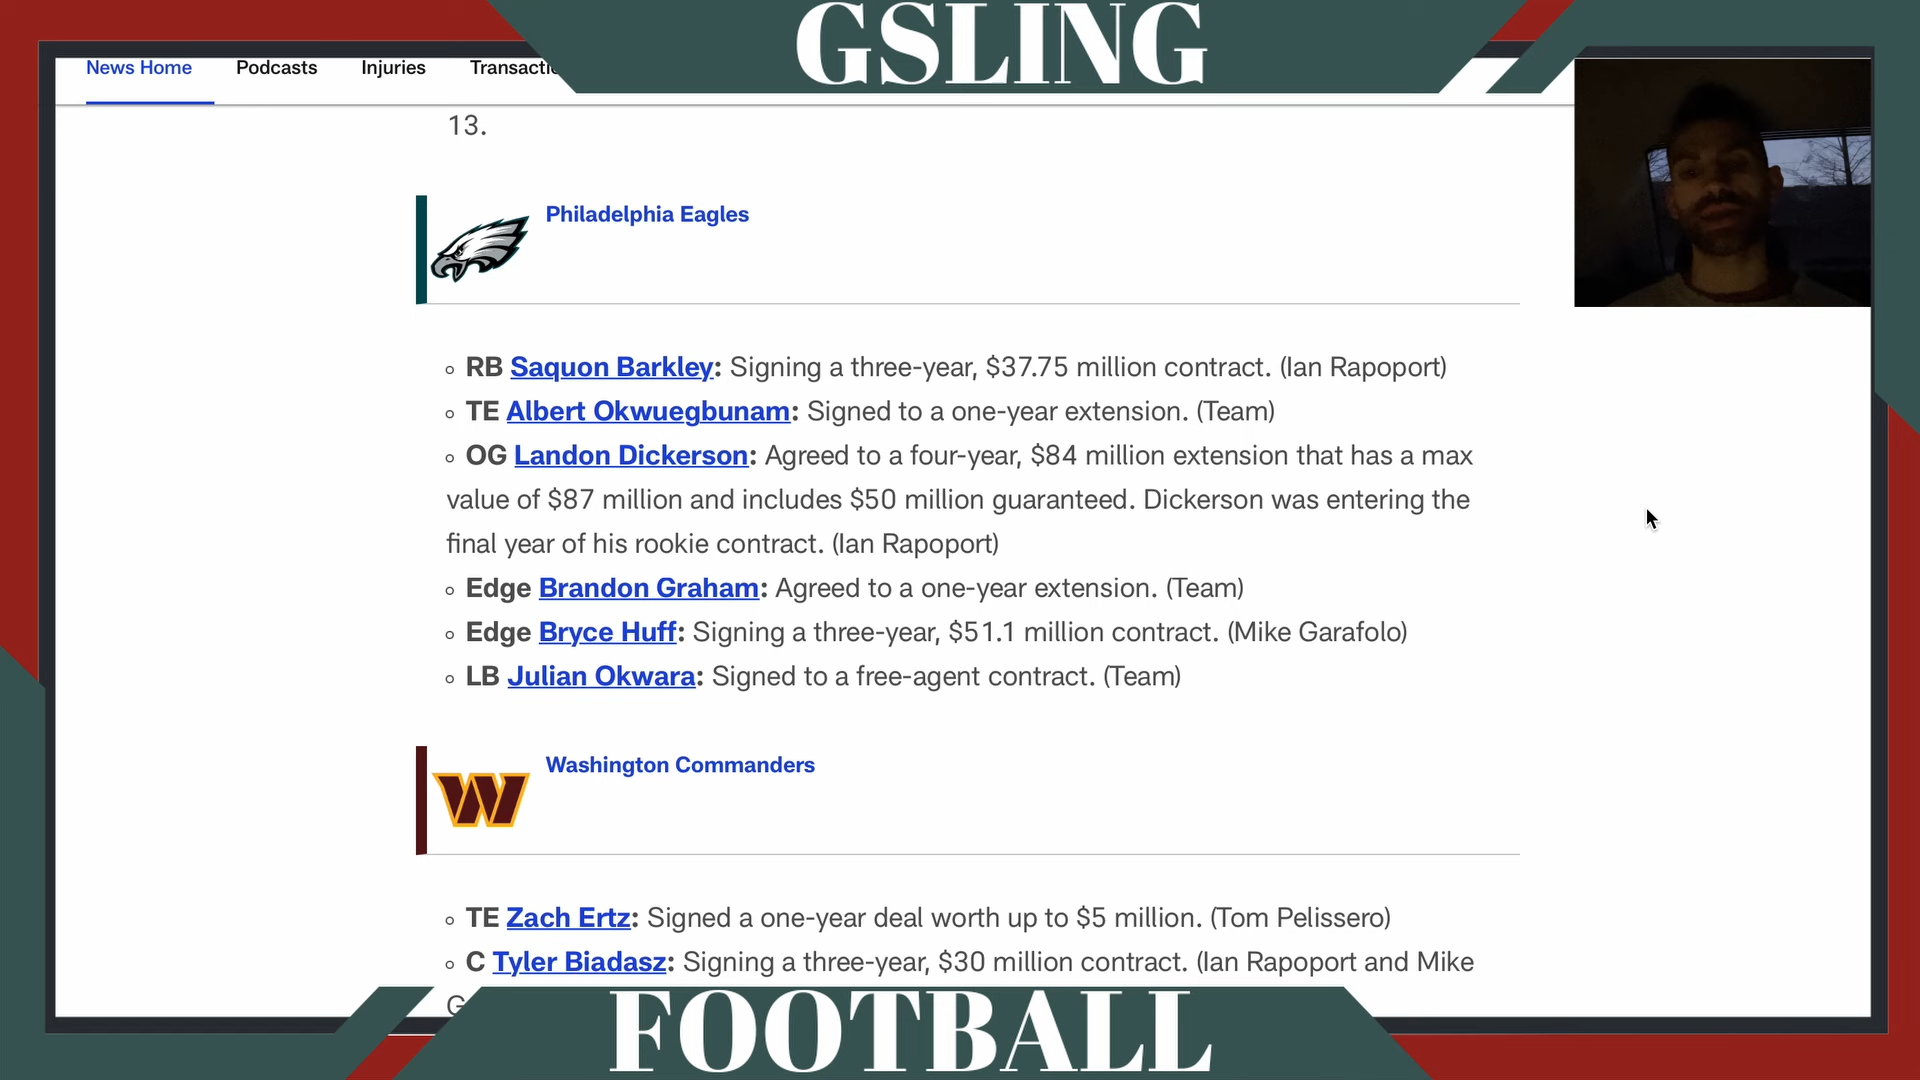 GSLING
News Home Podcasts Injuries
13.
Philadelphia Eagles
RB Saquon Barkley: Signing a three-year, $37.75 million contract. (Ian Rapoport)
TE Albert Okwuegbunam: Signed to a one-year extension. (Team)
OG Landon Dickerson: Agreed to a four-year, $84 million extension that has a max
value of $87 million and includes $50 million guaranteed. Dickerson was entering the
final year of his rookie contract. (Ian Rapoport)
Edge Brandon Graham: Agreed to a one-year extension. (Team)
Edge Bryce Huff: Signing a three-year, $51.1 million contract. (Mike Garafolo)
LB Julian Okwara: Signed to a free-agent contract. (Team)
Washington Commanders
W
TE Zach Ertz: Signed a one-year deal worth up to $5 million. (Tom Pelissero)
C Tyler Biadasz: Signing a three-year, $30 million contract. (Ian Rapoport and Mike
FOOTBALL